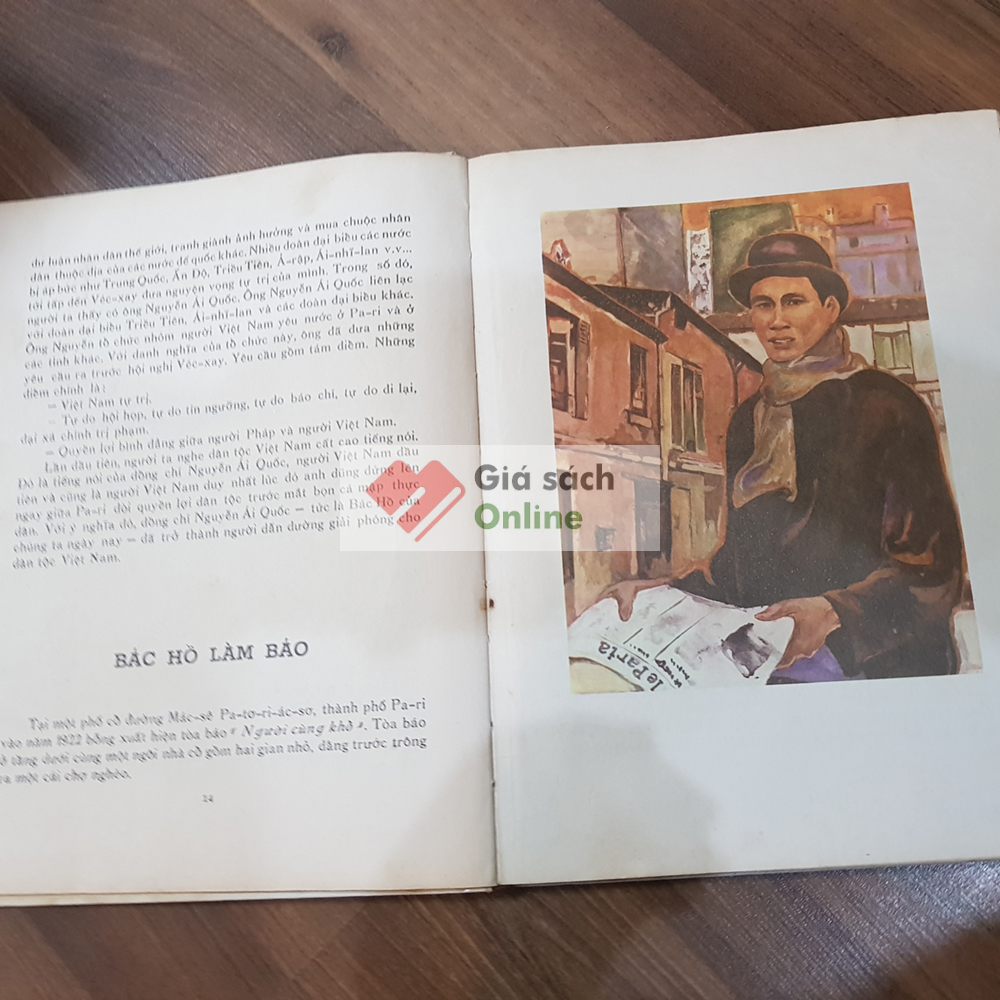 dư luận nhân dân thế giới, tranh giành ảnh hưởng và mua chuộc nhân
dân thuộc địa của các nước đế quốc khác. Nhiều đoàn đại biểu các nước
bị áp bức như Trung Quốc, Ấn Độ, Triều Tiên, Ả-rập, Ái-nhĩ-lan v.v...
tới tấp đến Véc-xay đưa nguyện vọng tự trị của mình. Trong số đó,
người ta thấy có ông Nguyễn Ái Quốc. Ông Nguyễn Ái Quốc liên lạc
với đoàn đại biểu Triều Tiên, Ái-nhĩ-lan và các đoàn đại biểu khác.
Ông Nguyễn tổ chức nhóm người Việt Nam yêu nước ở Pa-ri và ở
các tỉnh khác. Với danh nghĩa của tổ chức này, ông đã đưa những
yêu cầu ra trước hội nghị Véc-xay. Yêu cầu gồm tám điểm. Những
điểm chính là:
– Việt Nam tự trị.
– Tự do hội họp, tự do tín ngưỡng, tự do báo chí, tự do đi lại,
đại xá chính trị phạm.
– Quyền lợi bình đẳng giữa người Pháp và người Việt Nam.
Lần đầu tiên, người ta nghe dân tộc Việt Nam cất cao tiếng nói.
Đó là tiếng nói của đồng chí Nguyễn Ái Quốc, người Việt Nam đầu
tiên và cũng là người Việt Nam duy nhất lúc đó anh dũng đứng lên
ngay giữa Pa-ri đòi quyền lợi dân tộc trước mặt bọn cá mập thực
dân. Với ý nghĩa đó, đồng chí Nguyễn Ái Quốc – tức là Bác Hồ của
chúng ta ngày nay – đã trở thành người dẫn đường giải phóng cho
dân tộc Việt Nam.
BÁC HỒ LÀM BÁO
Tại một phố cổ đường Mác-sê Pa-tơ-ri-ác-sơ, thành phố Pa-ri
vào năm 1922 bỗng xuất hiện tòa báo « Người cùng khổ ». Tòa báo
ở tầng dưới cùng một ngôi nhà cổ gồm hai gian nhỏ, đằng trước trông
ra một cái chợ nghèo.
24
le Paria
Giá sách
Online